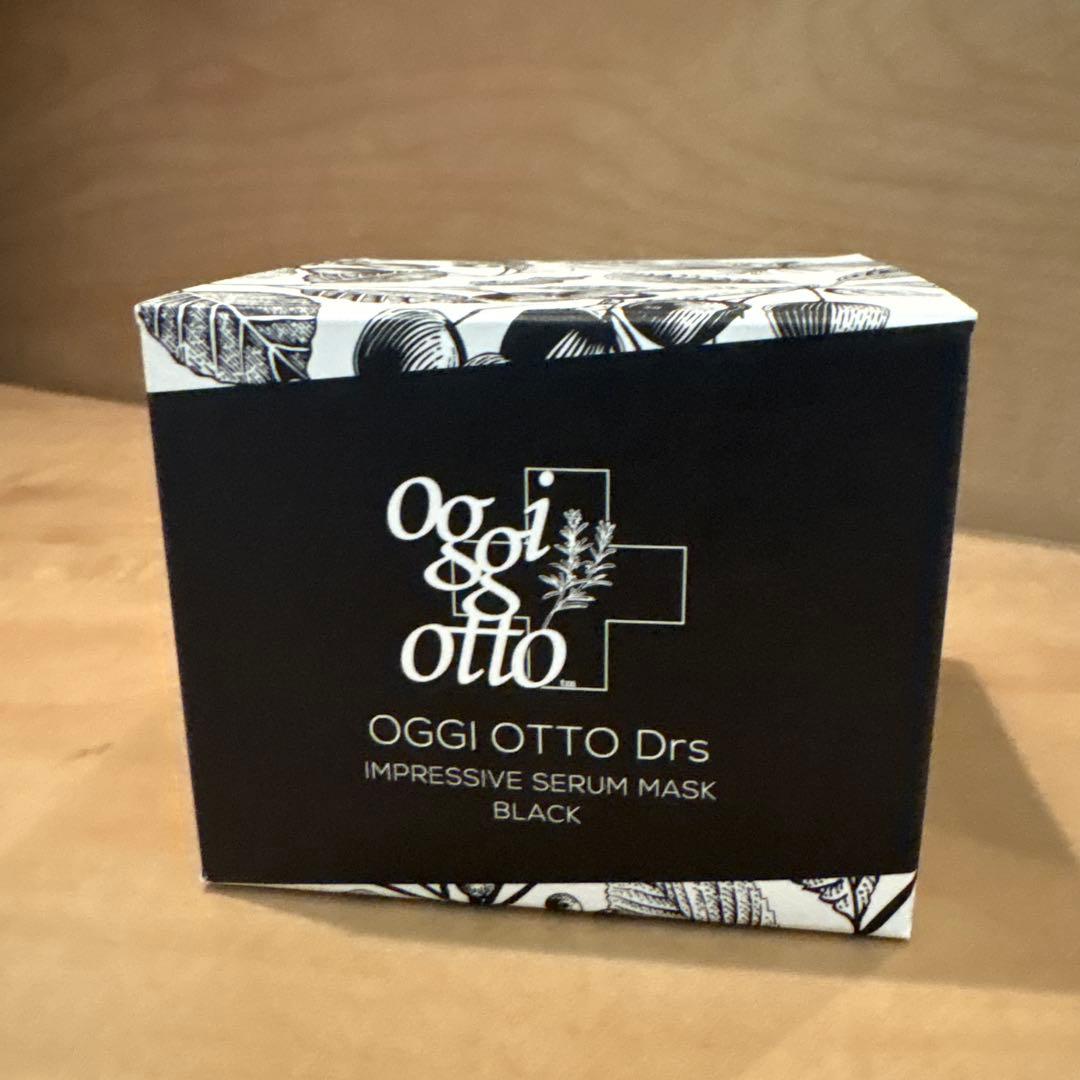 oggi
otto
OGGI OTTO Drs
IMPRESSIVE SERUM MASK
BLACK